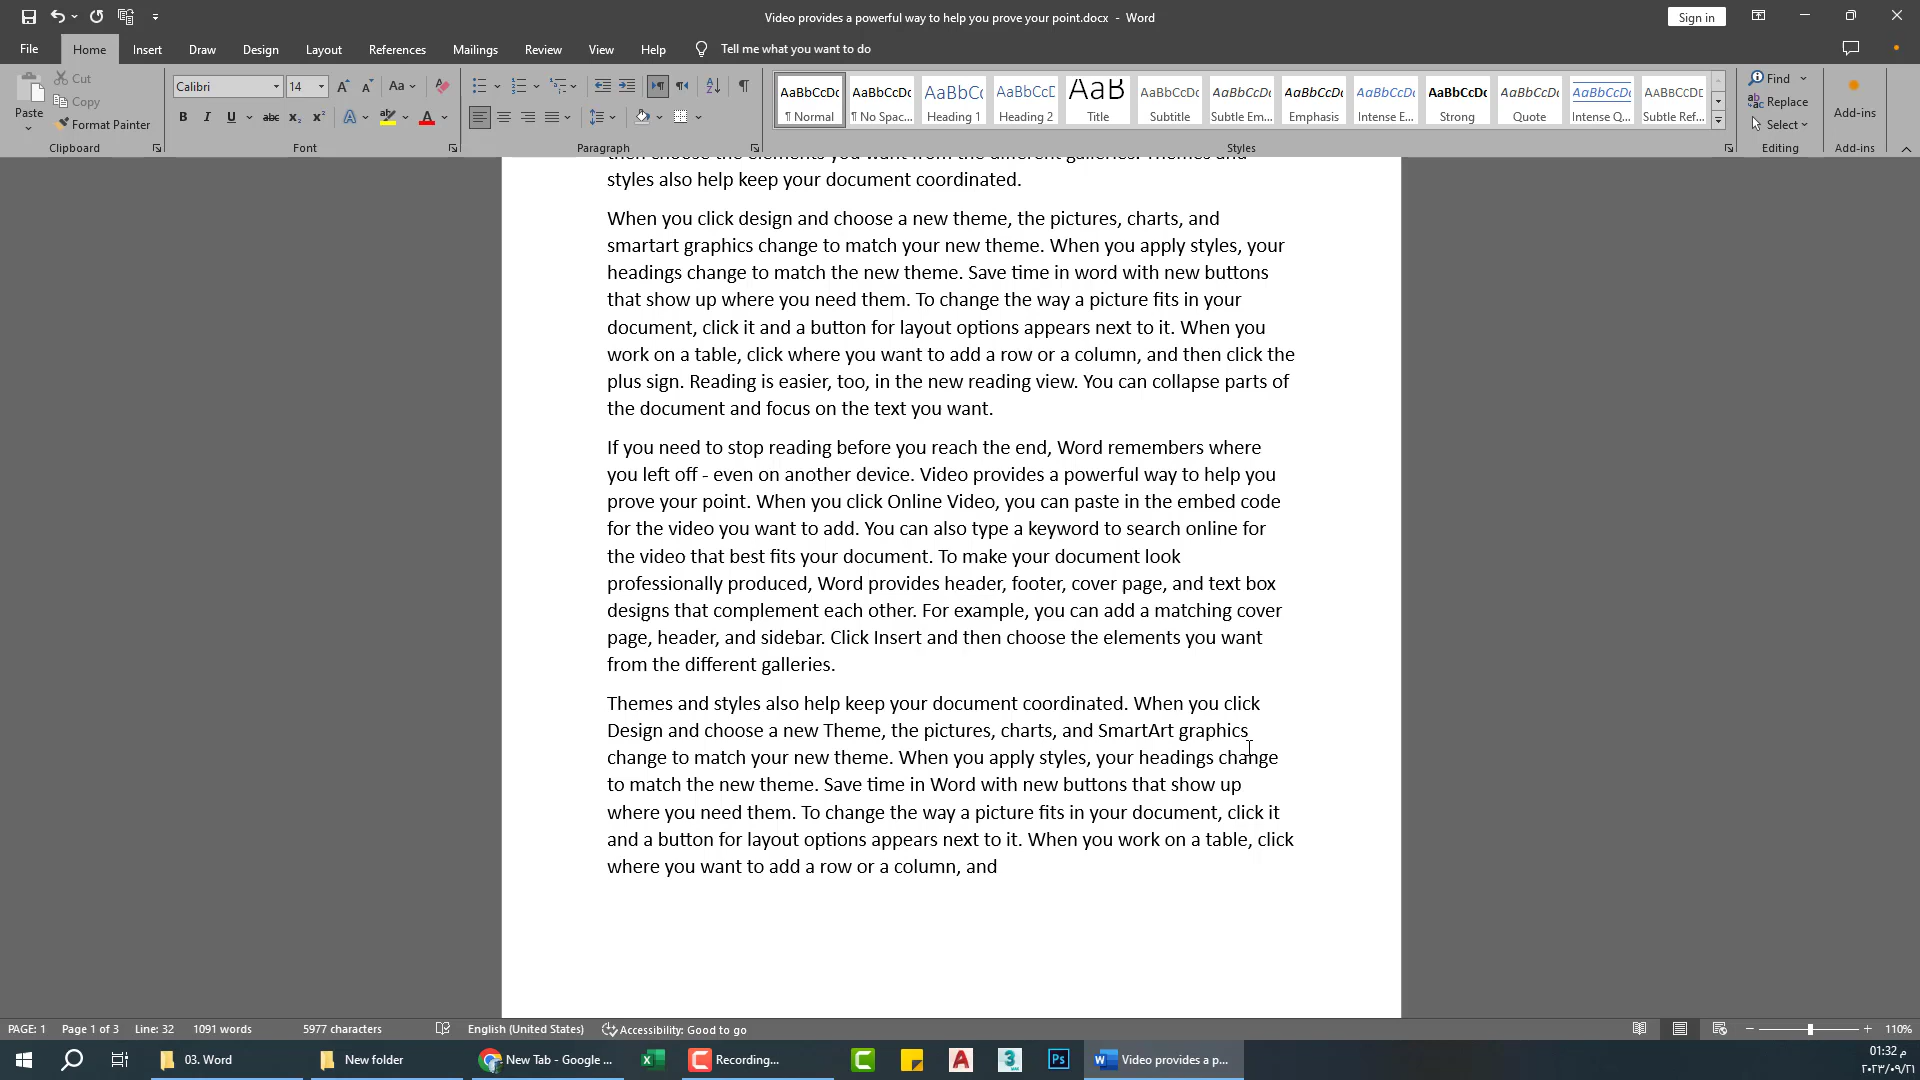 Video provides a powerful way to help you prove your point.docx - Word
Sign in
File Home Insert Draw Design Layout References Mailings Review View Help Tell me what you want to do
Paste
Cut
Copy
Format Painter
Clipboard
Calibri 14
Font
Paragraph
AaBbCcDc ¶ Normal
AaBbCcDc ¶ No Spac...
AaBbCc Heading 1
AaBbCcD Heading 2
AaB Title
AaBbCcDc Subtitle
AaBbCcDc Subtle Em...
AaBbCcDc Emphasis
AaBbCcDc Intense E...
AaBbCcDc Strong
AaBbCcDc Quote
AaBbCcDc Intense Q...
AABBCCDE Subtle Ref...
Styles
Find
Replace
Select
Editing
Add-ins
Add-ins
then choose the elements you want from the different galleries. Themes and
styles also help keep your document coordinated.
When you click design and choose a new theme, the pictures, charts, and
smartart graphics change to match your new theme. When you apply styles, your
headings change to match the new theme. Save time in word with new buttons
that show up where you need them. To change the way a picture fits in your
document, click it and a button for layout options appears next to it. When you
work on a table, click where you want to add a row or a column, and then click the
plus sign. Reading is easier, too, in the new reading view. You can collapse parts of
the document and focus on the text you want.
If you need to stop reading before you reach the end, Word remembers where
you left off - even on another device. Video provides a powerful way to help you
prove your point. When you click Online Video, you can paste in the embed code
for the video you want to add. You can also type a keyword to search online for
the video that best fits your document. To make your document look
professionally produced, Word provides header, footer, cover page, and text box
designs that complement each other. For example, you can add a matching cover
page, header, and sidebar. Click Insert and then choose the elements you want
from the different galleries.
Themes and styles also help keep your document coordinated. When you click
Design and choose a new Theme, the pictures, charts, and SmartArt graphics
change to match your new theme. When you apply styles, your headings change
to match the new theme. Save time in Word with new buttons that show up
where you need them. To change the way a picture fits in your document, click it
and a button for layout options appears next to it. When you work on a table, click
where you want to add a row or a column, and
PAGE: 1 Page 1 of 3 Line: 32 1091 words 5977 characters English (United States) Accessibility: Good to go 110%
03. Word New folder New Tab - Google ... Recording... Video provides a p...
01:32 م
٢٠٢٣/٠٩/٢١